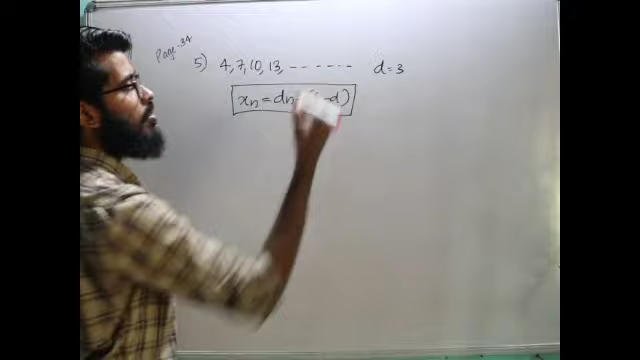 Page-34
5) 4, 7, 10, 13, - - - - - - d = 3
xn = dn - d)